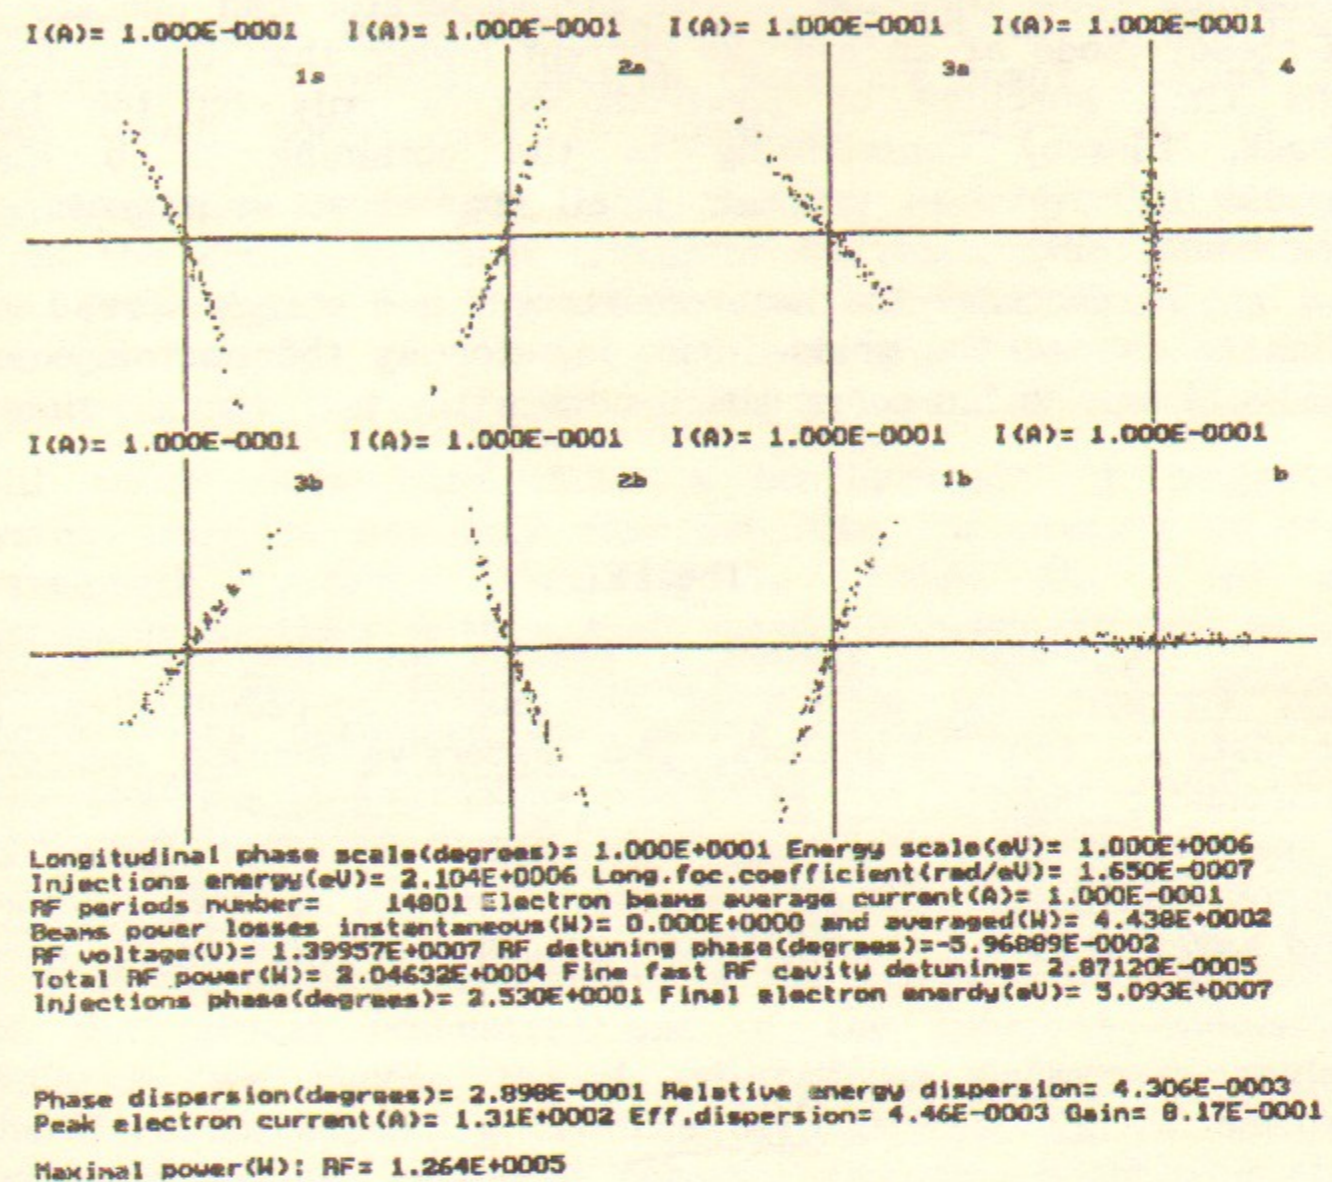 I(A)= 1.000E-0001 I(A)= 1.000E-0001 I(A)= 1.000E-0001 I(A)= 1.000E-0001
1a 2a 3a 4
I(A)= 1.000E-0001 I(A)= 1.000E-0001 I(A)= 1.000E-0001 I(A)= 1.000E-0001
3b 2b 1b b
Longitudinal phase scale(degrees)= 1.000E+0001 Energy scale(eV)= 1.000E+0006
Injections energy(eV)= 2.104E+0006 Long.foc.coefficient(rad/eV)= 1.650E-0007
RF periods number= 14801 Electron beams average current(A)= 1.000E-0001
Beams power losses instantaneous(W)= 0.000E+0000 and averaged(W)= 4.438E+0002
RF voltage(V)= 1.39957E+0007 RF detuning phase(degrees)=-5.96889E-0002
Total RF power(W)= 2.04632E+0004 Fine fast RF cavity detuning= 2.87120E-0005
Injections phase(degrees)= 2.530E+0001 Final electron enerdy(eV)= 5.093E+0007
Phase dispersion(degrees)= 2.898E-0001 Relative energy dispersion= 4.306E-0003
Peak electron current(A)= 1.31E+0002 Eff.dispersion= 4.46E-0003 Gain= 8.17E-0001
Maximal power(W): RF= 1.264E+0005